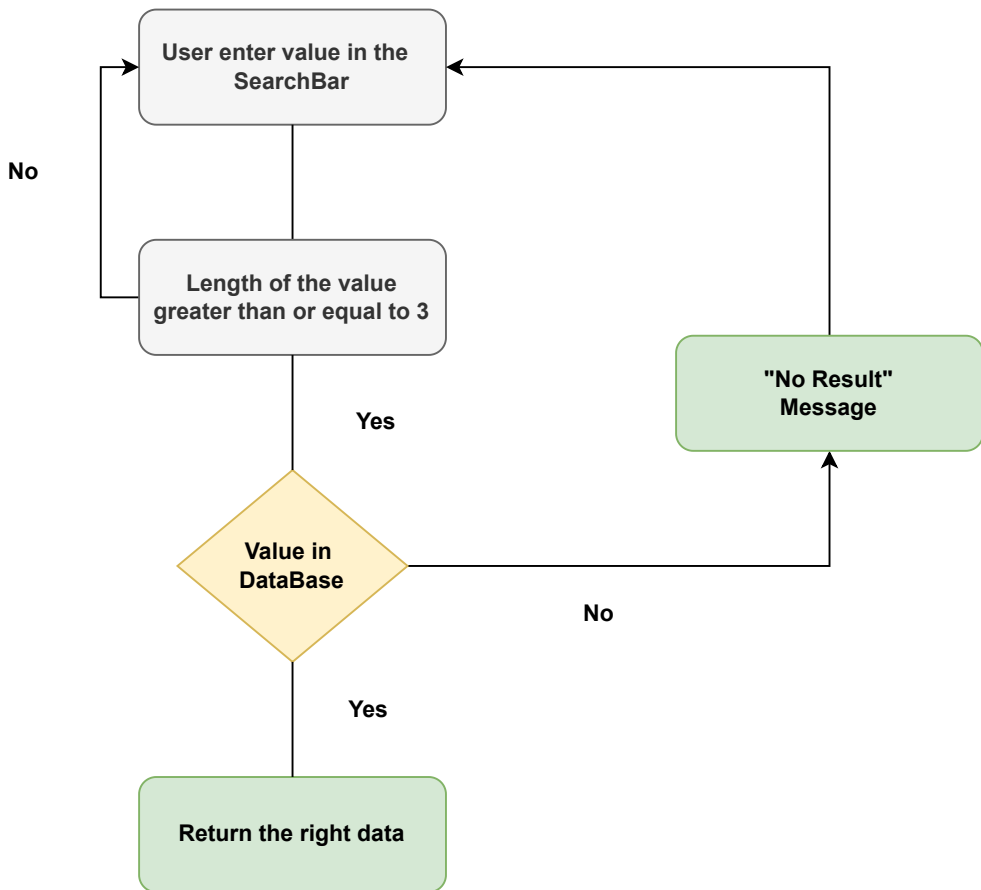 User enter value in the
SearchBar
No
Length of the value
greater than or equal to 3
"No Result"
Message
Yes
Value in
DataBase
No
Yes
Return the right data